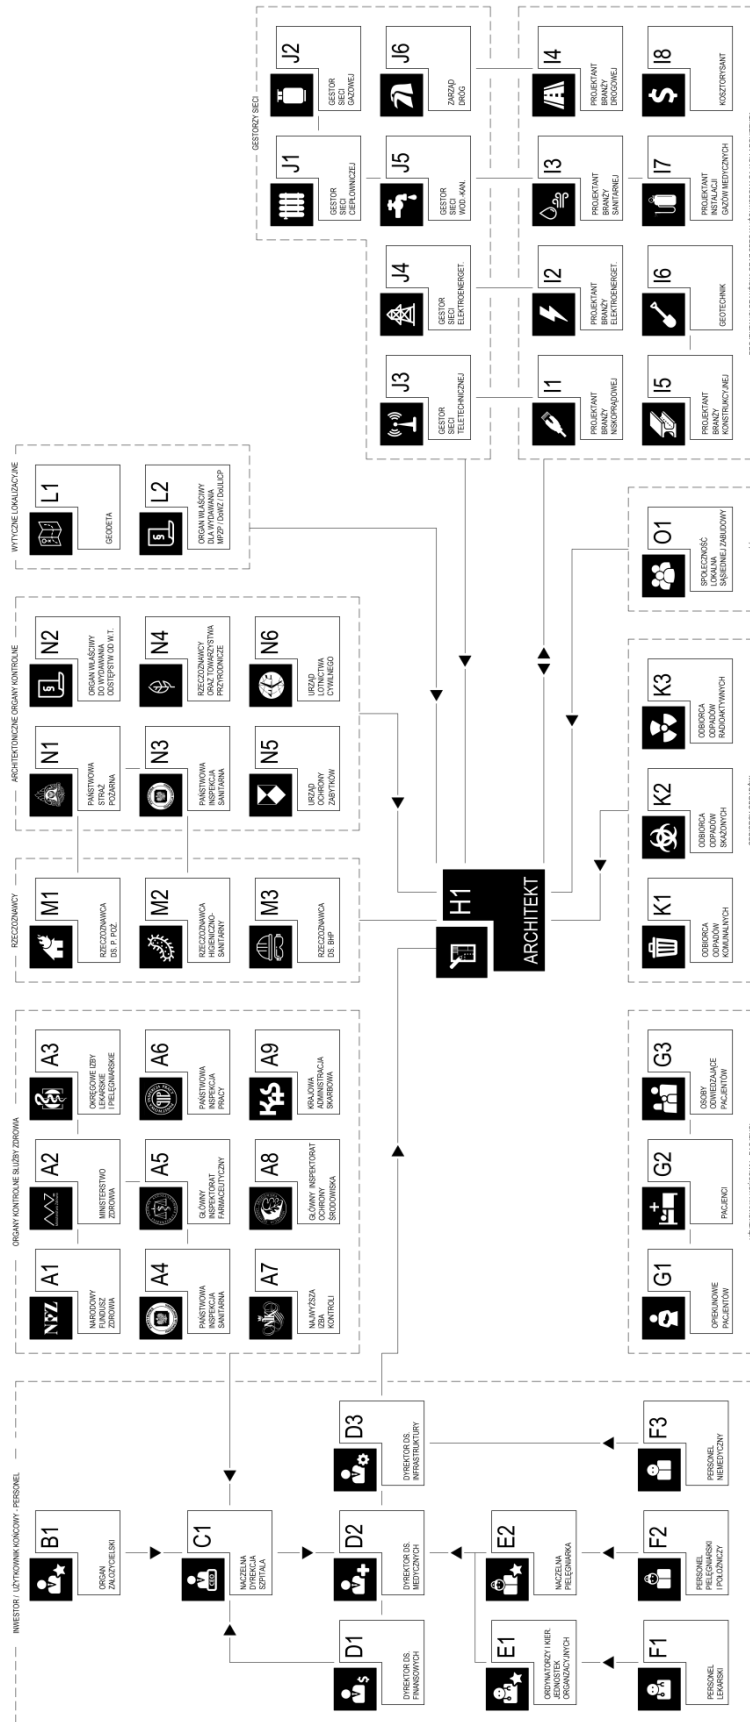 INWESTOR / UŻYTKOWNIK KOŃCOWY - PERSONEL
B1
ORGAN
ZAŁOŻYCIELSKI
C1
CEO
NACZELNA
DYREKCJA
SZPITALA
D1
DYREKTOR DS.
FINANSOWYCH
D2
DYREKTOR DS.
MEDYCZNYCH
D3
DYREKTOR DS.
INFRASTRUKTURY
E1
ORDYNATORZY I KIER.
JEDNOSTEK
ORGANIZACYJNYCH
E2
NACZELNA
PIELĘGNIARKA
F1
PERSONEL
LEKARSKI
F2
PERSONEL
PIELĘGNIARSKI
I POŁOŻNICZY
F3
PERSONEL
NIEMEDYCZNY
ORGANY KONTROLNE SŁUŻBY ZDROWIA
A1
NFZ
NARODOWY
FUNDUSZ
ZDROWIA
A2
MINISTERSTWO
ZDROWIA
A3
OKRĘGOWE IZBY
LEKARSKIE
I PIELĘGNIARSKIE
A4
PAŃSTWOWA
INSPEKCJA
SANITARNA
A5
GŁÓWNY
INSPEKTORAT
FARMACEUTYCZNY
A6
PAŃSTWOWA
INSPEKCJA
PRACY
A7
NIK
NAJWYŻSZA
IZBA
KONTROLI
A8
GŁÓWNY INSPEKTORAT
OCHRONY
ŚRODOWISKA
A9
KAS
KRAJOWA
ADMINISTRACJA
SKARBOWA
RZECZOZNAWCY
M1
RZECZOZNAWCA
DS. P. POŻ.
M2
RZECZOZNAWCA
HIGIENICZNO-
SANITARNY
M3
RZECZOZNAWCA
DS. BHP
ARCHITEKTONICZNE ORGANY KONTROLNE
N1
PAŃSTWOWA
STRAŻ
POŻARNA
N2
ORGAN WŁAŚCIWY
DO WYDAWANIA
ODSTĘPSTW OD W.T.
N3
PAŃSTWOWA
INSPEKCJA
SANITARNA
N4
RZECZOZNAWCY
ORAZ TOWARZYSTWA
PRZYRODNICZE
N5
URZĄD
OCHRONY
ZABYTKÓW
N6
URZĄD
LOTNICTWA
CYWILNEGO
WYTYCZNE LOKALIZACYJNE
L1
GEODETA
L2
ORGAN WŁAŚCIWY
DLA WYDAWANIA
MPZP / DoWZ / DoULICP
GESTORZY SIECI
J1
GESTOR
SIECI
CIEPŁOWNICZEJ
J2
GESTOR
SIECI
GAZOWEJ
J3
GESTOR
SIECI
TELETECHNICZNEJ
J4
GESTOR
SIECI
ELEKTROENERGET.
J5
GESTOR
SIECI
WOD.-KAN.
J6
ZARZĄD
DRÓG
H1
ARCHITEKT
I1
PROJEKTANT
BRANŻY
NISKOPRĄDOWEJ
I2
PROJEKTANT
BRANŻY
ELEKTROENERGET.
I3
PROJEKTANT
BRANŻY
SANITARNEJ
I4
PROJEKTANT
BRANŻY
DROGOWEJ
I5
PROJEKTANT
BRANŻY
KONSTRUKCYJNEJ
I6
GEOTECHNIK
I7
PROJEKTANT
INSTALACJI
GAZÓW MEDYCZNYCH
I8
KOSZTORYSANT
G1
OPIEKUNOWIE
PACJENTÓW
G2
PACJENCI
G3
OSOBY
ODWIEDZAJĄCE
PACJENTÓW
K1
ODBIORCA
ODPADÓW
KOMUNALNYCH
K2
ODBIORCA
ODPADÓW
SKAŻONYCH
K3
ODBIORCA
ODPADÓW
RADIOAKTYWNYCH
O1
SPOŁECZNOŚĆ
LOKALNA
SĄSIEDNIEJ ZABUDOWY